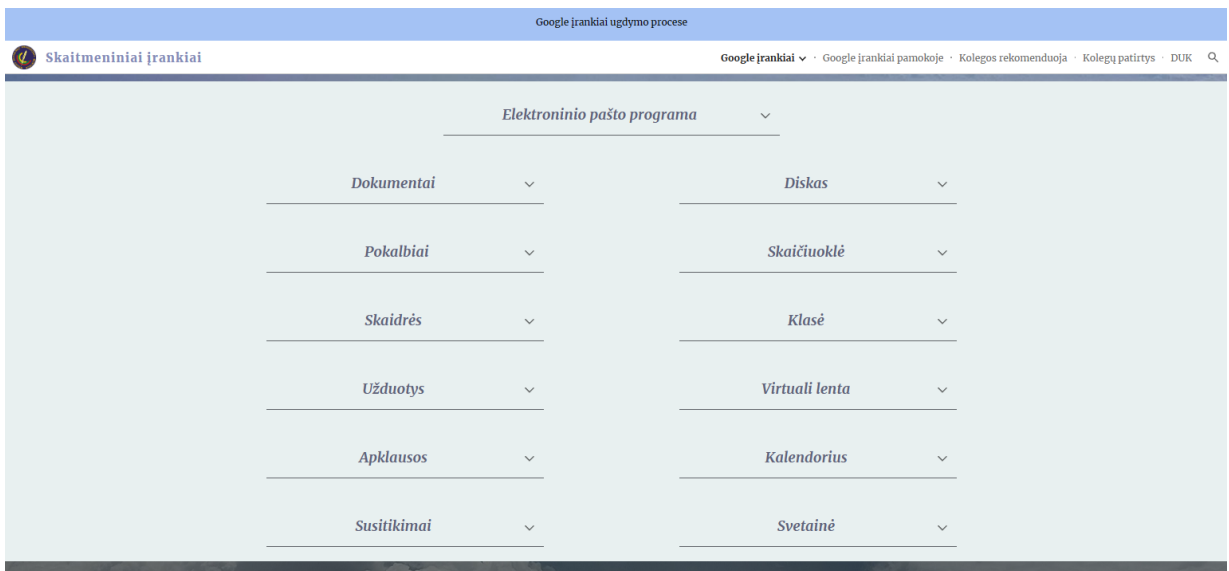 Google įrankiai ugdymo procese
Skaitmeniniai įrankiai
Google įrankiai · Google įrankiai pamokoje · Kolegos rekomenduoja · Kolegų patirtys · DUK
Elektroninio pašto programa
Dokumentai
Diskas
Pokalbiai
Skaičiuoklė
Skaidrės
Klasė
Užduotys
Virtuali lenta
Apklausos
Kalendorius
Susitikimai
Svetainė